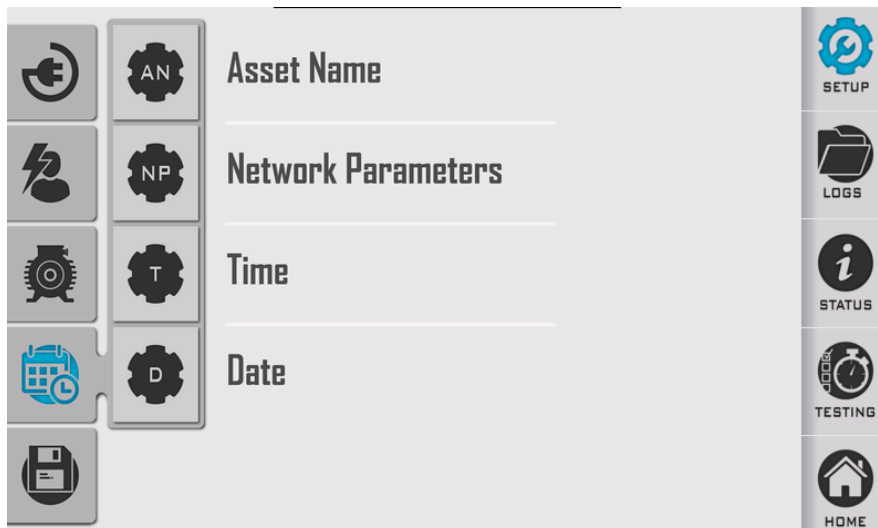 AN
Asset Name
NP
Network Parameters
T
Time
D
Date
SETUP
LOGS
i
STATUS
TESTING
HOME